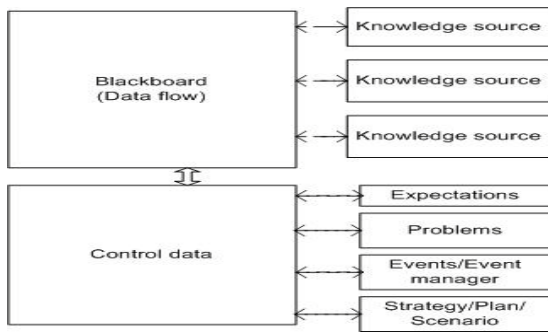 Blackboard
(Data flow)
Knowledge source
Knowledge source
Knowledge source
Control data
Expectations
Problems
Events/Event
manager
Strategy/Plan/
Scenario